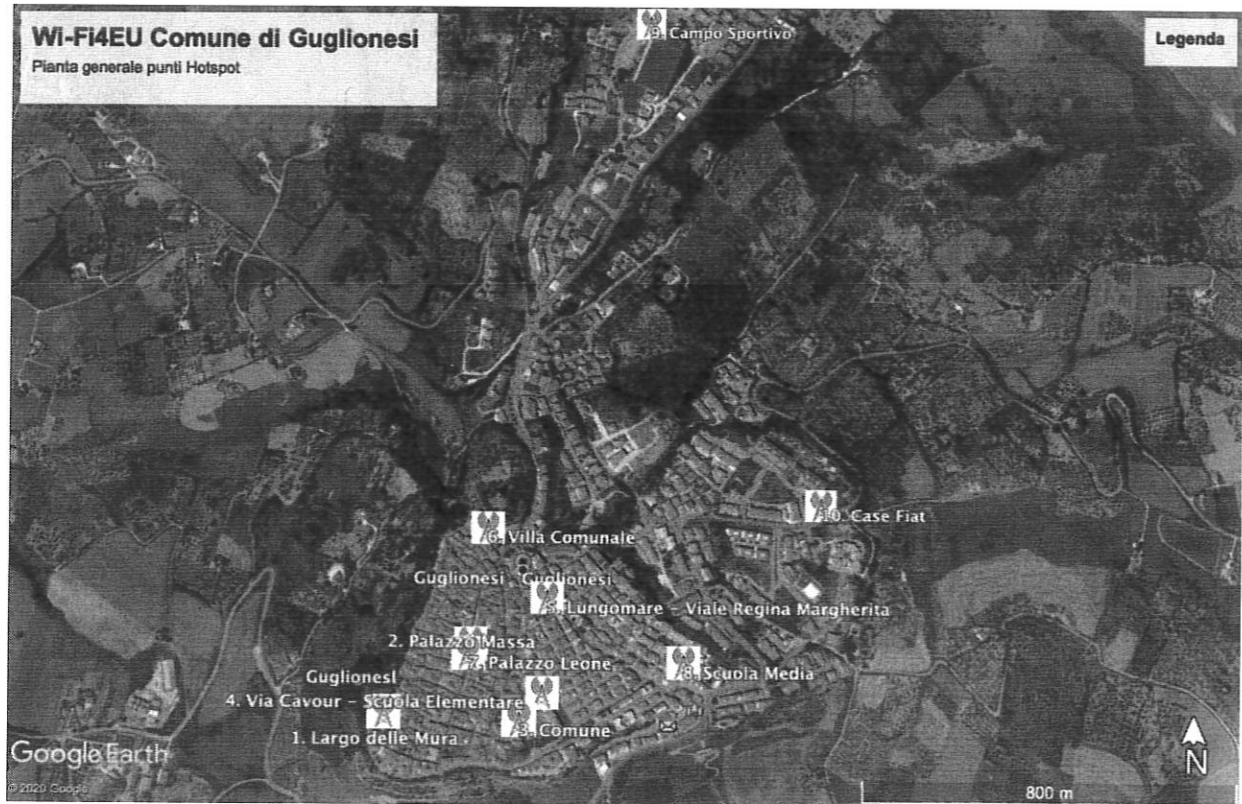 Wi-Fi4EU Comune di Guglionesi
Pianta generale punti Hotspot
Legenda
9. Campo Sportivo
10. Case Fiat
6. Villa Comunale
Guglionesi Guglionesi
5. Lungomare – Viale Regina Margherita
2. Palazzo Massa
7. Palazzo Leone
8. Scuola Media
Guglionesi
4. Via Cavour – Scuola Elementare
3. Comune
1. Largo delle Mura
Google Earth
© 2020 Google
N
800 m